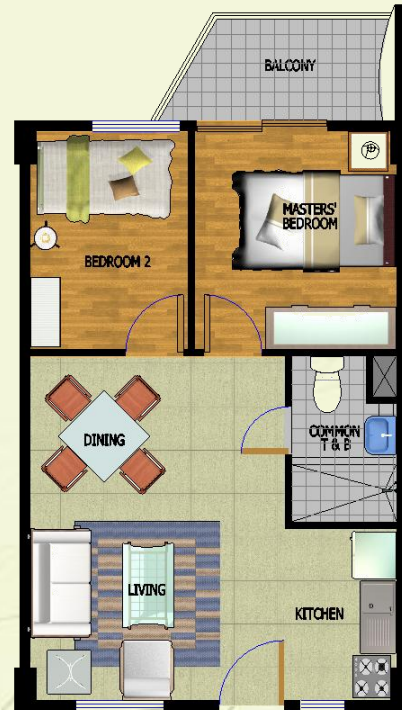 BALCONY
MASTERS'
BEDROOM
BEDROOM 2
DINING
COMMON
T & B
LIVING
KITCHEN